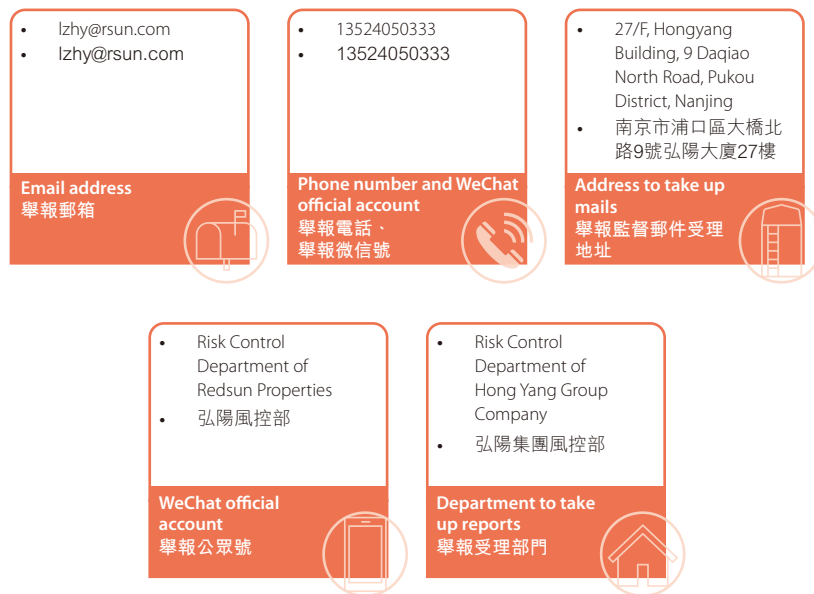 • lzhy@rsun.com
• lzhy@rsun.com
Email address
舉報郵箱
• 13524050333
• 13524050333
Phone number and WeChat
official account
舉報電話、
舉報微信號
• 27/F, Hongyang
Building, 9 Daqiao
North Road, Pukou
District, Nanjing
• 南京市浦口區大橋北
路9號弘陽大廈27樓
Address to take up
mails
舉報監督郵件受理
地址
• Risk Control
Department of
Redsun Properties
• 弘陽風控部
WeChat official
account
舉報公眾號
• Risk Control
Department of
Hong Yang Group
Company
• 弘陽集團風控部
Department to take
up reports
舉報受理部門